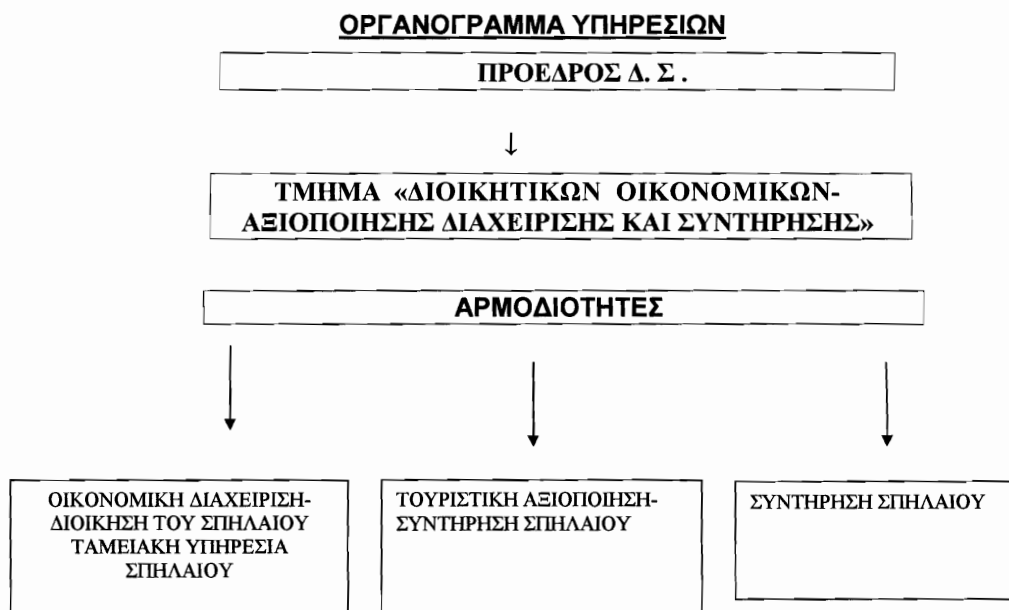 ΟΡΓΑΝΟΓΡΑΜΜΑ ΥΠΗΡΕΣΙΩΝ
ΠΡΟΕΔΡΟΣ Δ. Σ .
↓
ΤΜΗΜΑ «ΔΙΟΙΚΗΤΙΚΩΝ ΟΙΚΟΝΟΜΙΚΩΝ-
ΑΞΙΟΠΟΙΗΣΗΣ ΔΙΑΧΕΙΡΙΣΗΣ ΚΑΙ ΣΥΝΤΗΡΗΣΗΣ»
ΑΡΜΟΔΙΟΤΗΤΕΣ
ΟΙΚΟΝΟΜΙΚΗ ΔΙΑΧΕΙΡΙΣΗ-
ΔΙΟΙΚΗΣΗ ΤΟΥ ΣΠΗΛΑΙΟΥ
ΤΑΜΕΙΑΚΗ ΥΠΗΡΕΣΙΑ
ΣΠΗΛΑΙΟΥ
ΤΟΥΡΙΣΤΙΚΗ ΑΞΙΟΠΟΙΗΣΗ-
ΣΥΝΤΗΡΗΣΗ ΣΠΗΛΑΙΟΥ
ΣΥΝΤΗΡΗΣΗ ΣΠΗΛΑΙΟΥ